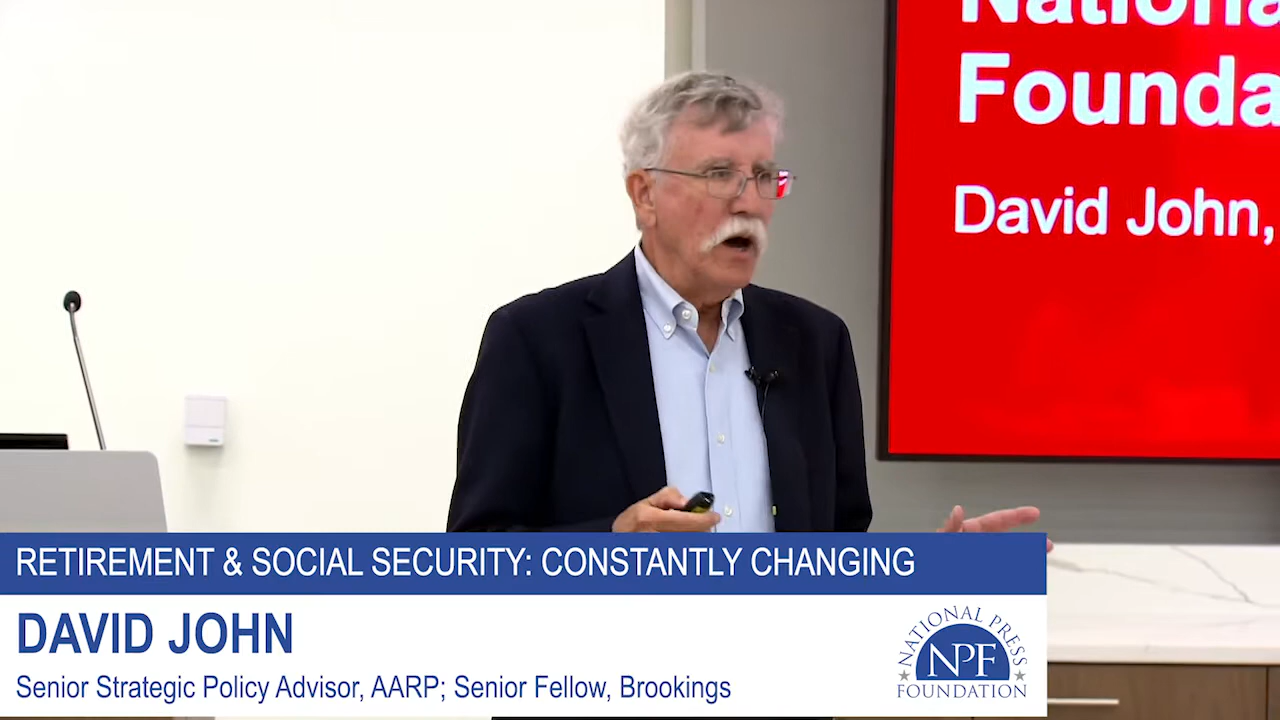 Nationa
Founda
David John,
RETIREMENT & SOCIAL SECURITY: CONSTANTLY CHANGING
DAVID JOHN
Senior Strategic Policy Advisor, AARP; Senior Fellow, Brookings
NATIONAL PRESS
NPF
FOUNDATION